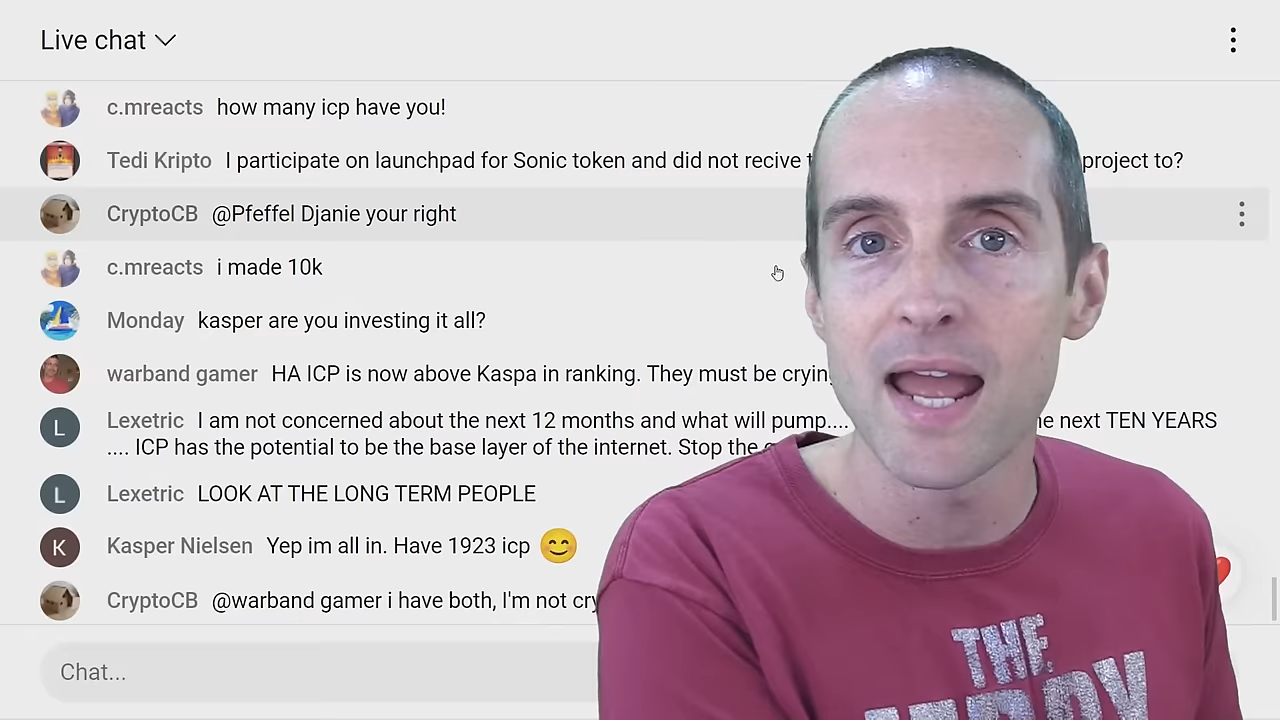 Live chat
c.mreacts how many icp have you!
Tedi Kripto I participate on launchpad for Sonic token and did not recive project to?
CryptoCB @Pfeffel Djanie your right
c.mreacts i made 10k
Monday kasper are you investing it all?
warband gamer HA ICP is now above Kaspa in ranking. They must be crying
Lexetric I am not concerned about the next 12 months and what will pump.... next TEN YEARS
.... ICP has the potential to be the base layer of the internet. Stop the
L
Lexetric LOOK AT THE LONG TERM PEOPLE
L
Kasper Nielsen Yep im all in. Have 1923 icp 😊
K
CryptoCB @warband gamer i have both, I'm not
Chat...
THE